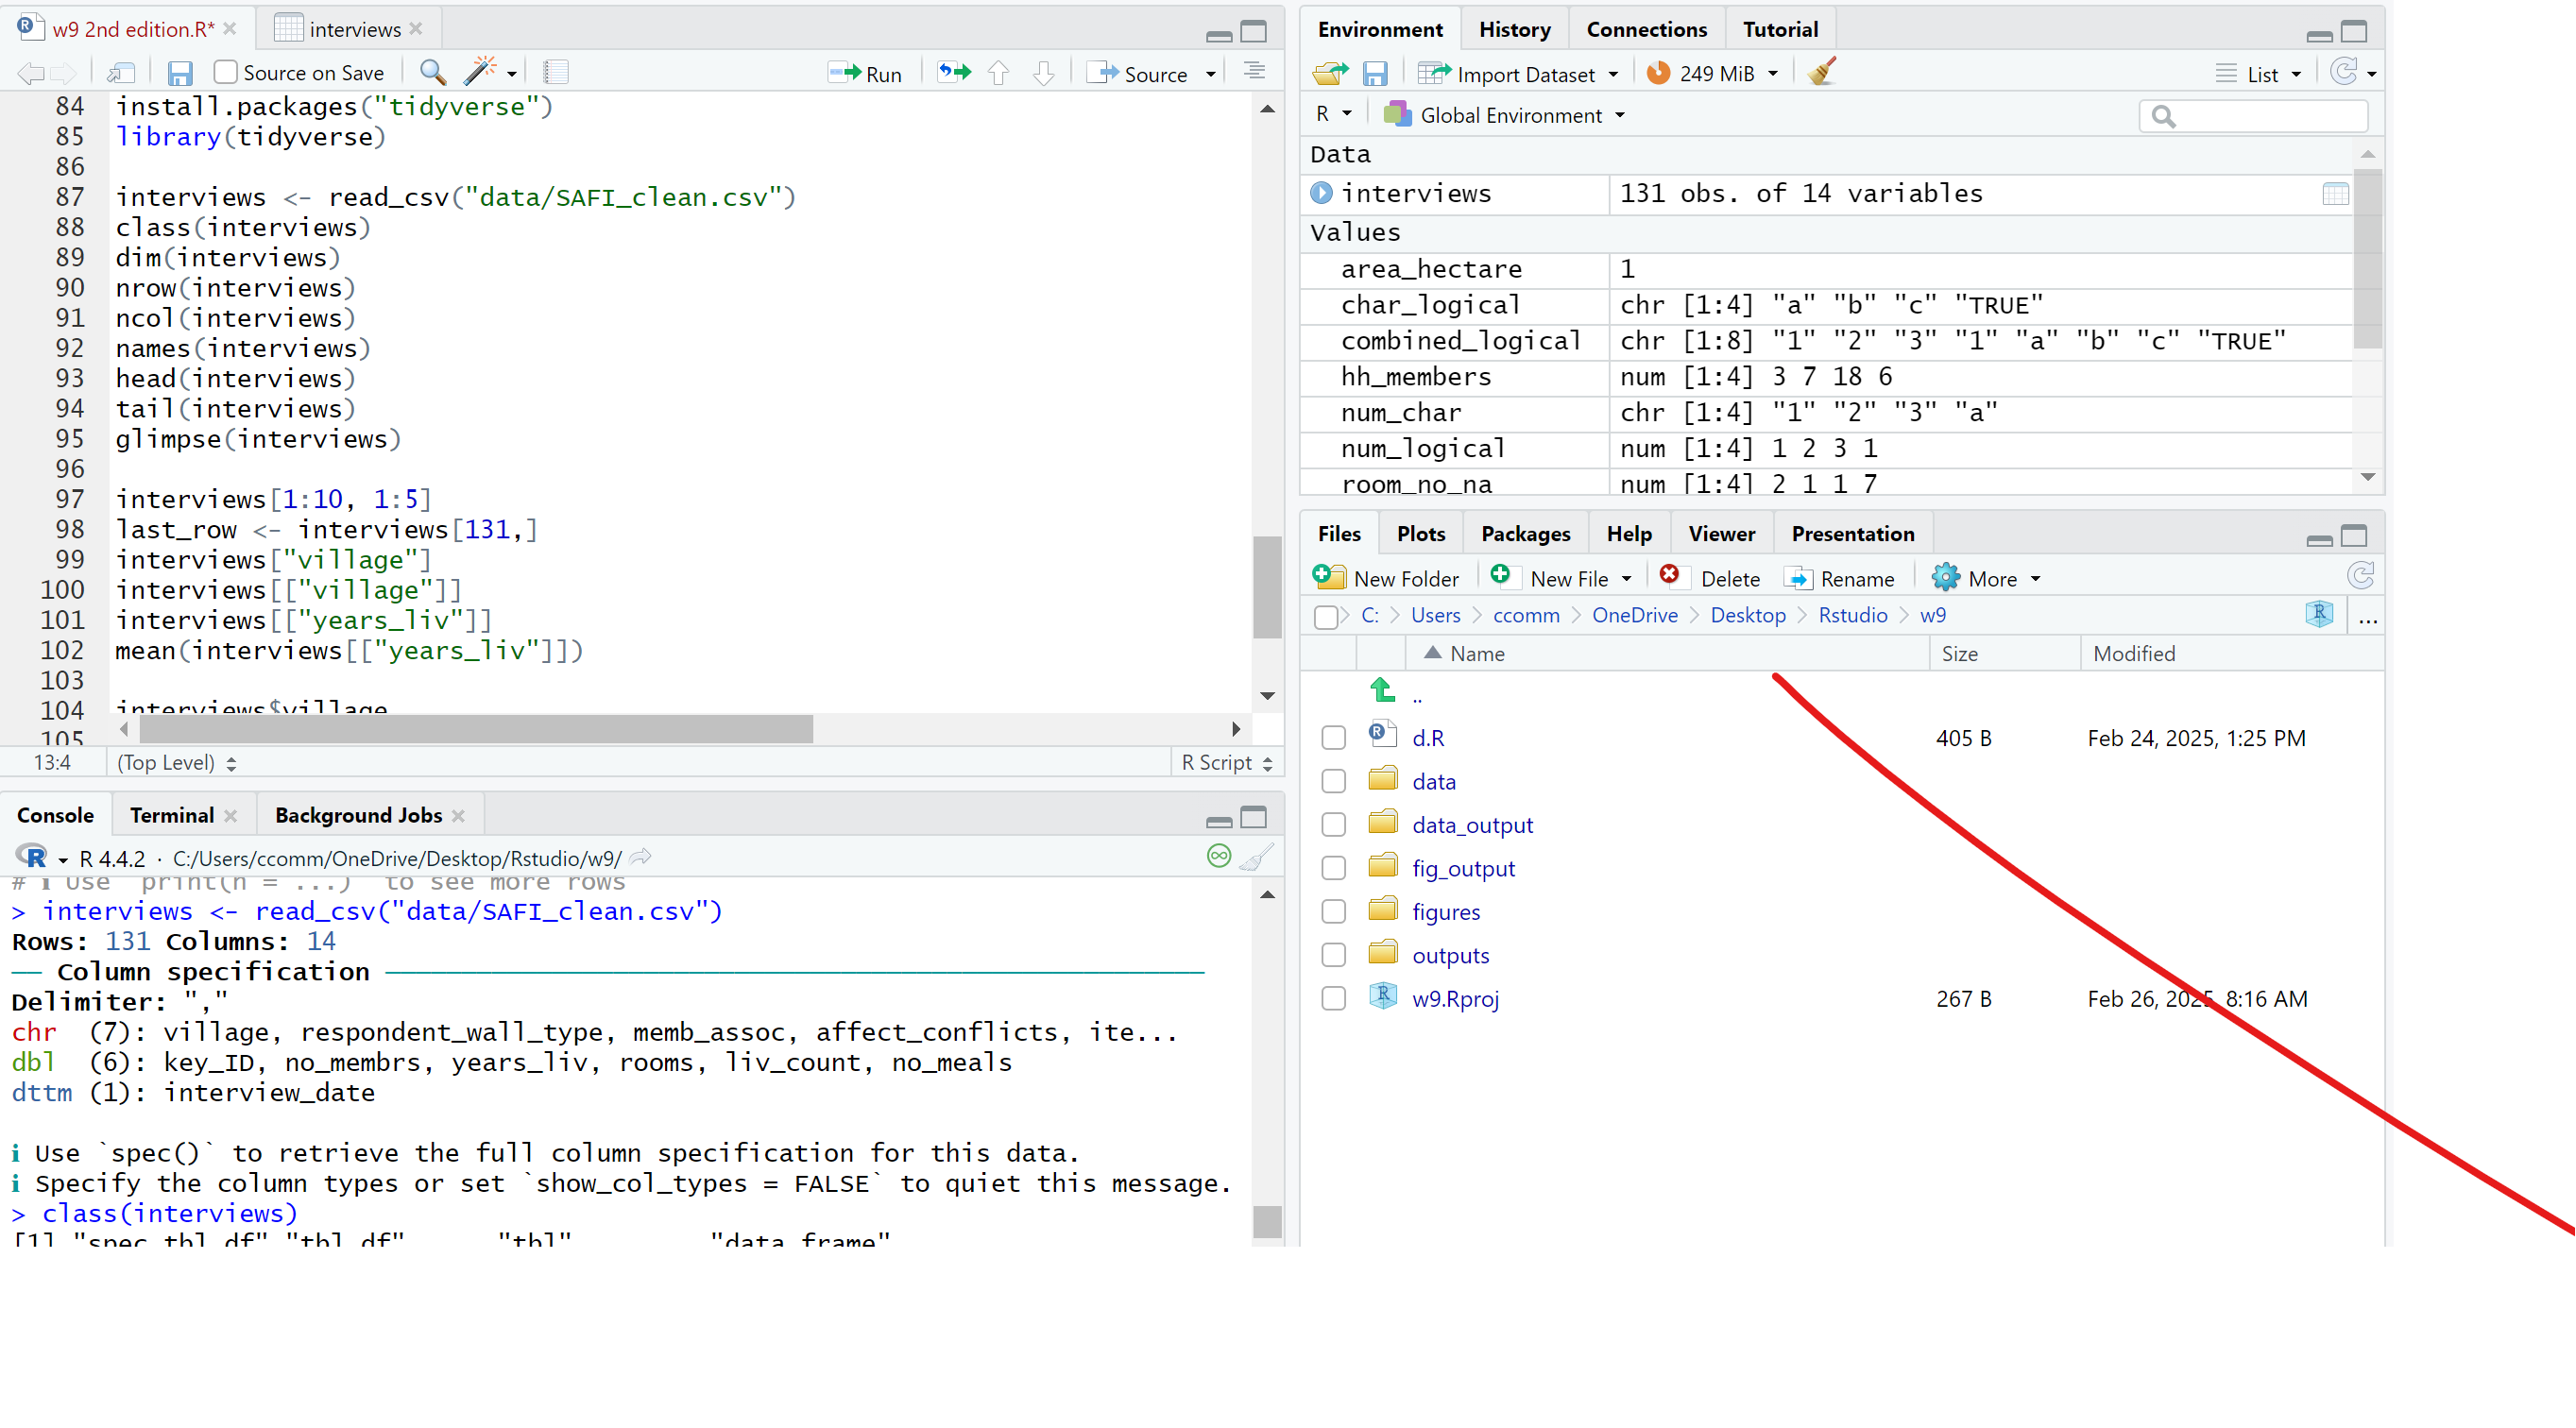 w9 2nd edition.R*
interviews
Source on Save
Run
Source
84 install.packages("tidyverse")
85 library(tidyverse)
86
87 interviews <- read_csv("data/SAFI_clean.csv")
88 class(interviews)
89 dim(interviews)
90 nrow(interviews)
91 ncol(interviews)
92 names(interviews)
93 head(interviews)
94 tail(interviews)
95 glimpse(interviews)
96
97 interviews[1:10, 1:5]
98 last_row <- interviews[131,]
99 interviews["village"]
100 interviews[["village"]]
101 interviews[["years_liv"]]
102 mean(interviews[["years_liv"]])
103
104 interviews$village
105
13:4 (Top Level) R Script
Console Terminal Background Jobs
R 4.4.2 · C:/Users/ccomm/OneDrive/Desktop/Rstudio/w9/
# ℹ Use `print(n = ...)` to see more rows
> interviews <- read_csv("data/SAFI_clean.csv")
Rows: 131 Columns: 14
── Column specification ──
Delimiter: ","
chr (7): village, respondent_wall_type, memb_assoc, affect_conflicts, ite...
dbl (6): key_ID, no_membrs, years_liv, rooms, liv_count, no_meals
dttm (1): interview_date
ℹ Use `spec()` to retrieve the full column specification for this data.
ℹ Specify the column types or set `show_col_types = FALSE` to quiet this message.
> class(interviews)
[1] "spec_tbl_df" "tbl_df" "tbl" "data.frame"
Environment History Connections Tutorial
Import Dataset 249 MiB List
R Global Environment
Data
interviews 131 obs. of 14 variables
Values
area_hectare 1
char_logical chr [1:4] "a" "b" "c" "TRUE"
combined_logical chr [1:8] "1" "2" "3" "1" "a" "b" "c" "TRUE"
hh_members num [1:4] 3 7 18 6
num_char chr [1:4] "1" "2" "3" "a"
num_logical num [1:4] 1 2 3 1
room_no_na num [1:4] 2 1 1 7
Files Plots Packages Help Viewer Presentation
New Folder New File Delete Rename More
C: Users ccomm OneDrive Desktop Rstudio w9 ...
Name Size Modified
..
d.R 405 B Feb 24, 2025, 1:25 PM
data
data_output
fig_output
figures
outputs
w9.Rproj 267 B Feb 26, 2025, 8:16 AM